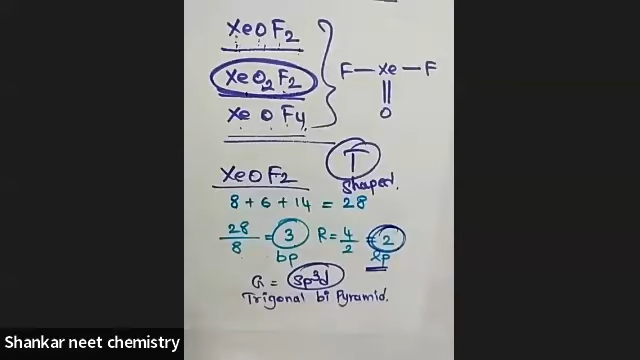 XeOF2
XeO2F2
XeOF4
F — Xe — F
||
O
T
Shaped.
XeOF2
8 + 6 + 14 = 28
28/8 = 3 R = 4/2 = 2
bp lp
G = sp3d
Trigonal bi Pyramid.
Shankar neet chemistry